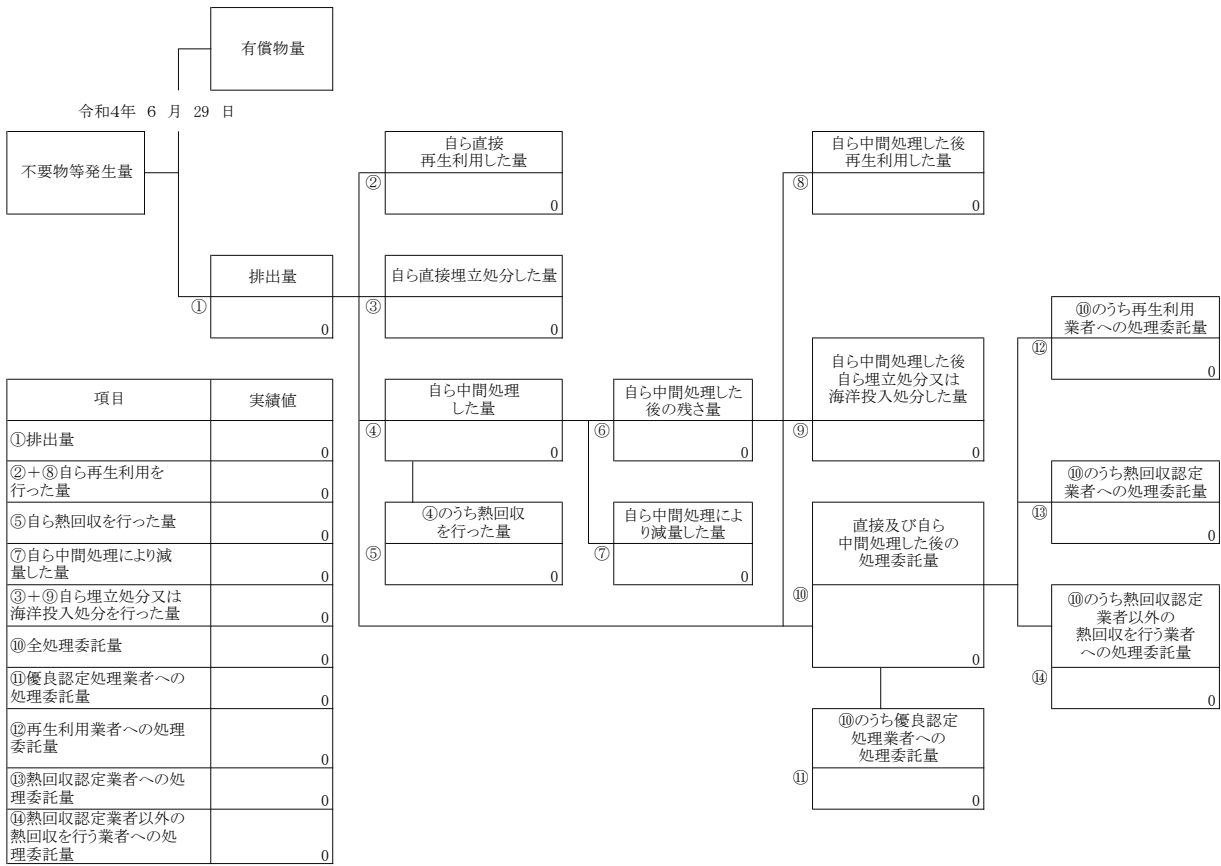 有償物量
令和4年 6 月 29 日
不要物等発生量
自ら直接
再生利用した量
②
0
自ら中間処理した後
再生利用した量
⑧
0
排出量
①
0
自ら直接埋立処分した量
③
0
⑩のうち再生利用
業者への処理委託量
⑫
0
自ら中間処理
した量
④
0
自ら中間処理した
後の残さ量
⑥
0
自ら中間処理した後
自ら埋立処分又は
海洋投入処分した量
⑨
0
⑩のうち熱回収認定
業者への処理委託量
⑬
0
④のうち熱回収
を行った量
⑤
0
自ら中間処理によ
り減量した量
⑦
0
直接及び自ら
中間処理した後の
処理委託量
⑩
0
⑩のうち熱回収認定
業者以外の
熱回収を行う業者
への処理委託量
⑭
0
⑩のうち優良認定
処理業者への
処理委託量
⑪
0
項目 実績値
①排出量 0
②+⑧自ら再生利用を
行った量 0
⑤自ら熱回収を行った量 0
⑦自ら中間処理により減
量した量 0
③+⑨自ら埋立処分又は
海洋投入処分を行った量 0
⑩全処理委託量 0
⑪優良認定処理業者への
処理委託量 0
⑫再生利用業者への処理
委託量 0
⑬熱回収認定業者への処
理委託量 0
⑭熱回収認定業者以外の
熱回収を行う業者への処
理委託量 0